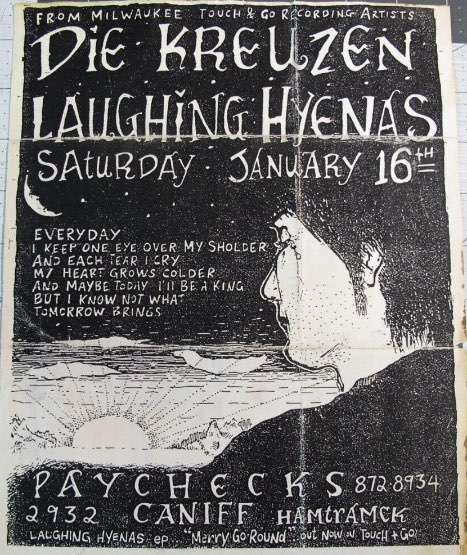 FROM MILWAUKEE TOUCH & GO RECORDING ARTISTS
DIE KREUZEN
LAUGHING HYENAS
SATURDAY JANUARY 16TH
EVERYDAY
I KEEP ONE EYE OVER MY SHOLDER
AND EACH TEAR I CRY
MY HEART GROWS COLDER
AND MAYBE TODAY I'LL BE A KING
BUT I KNOW NOT WHAT
TOMORROW BRINGS
PAYCHECKS 872-8934
2932 CANIFF HAMTRAMCK
LAUGHING HYENAS-ep.. "Merry Go Round".. out NOW ON TOUCH + GO